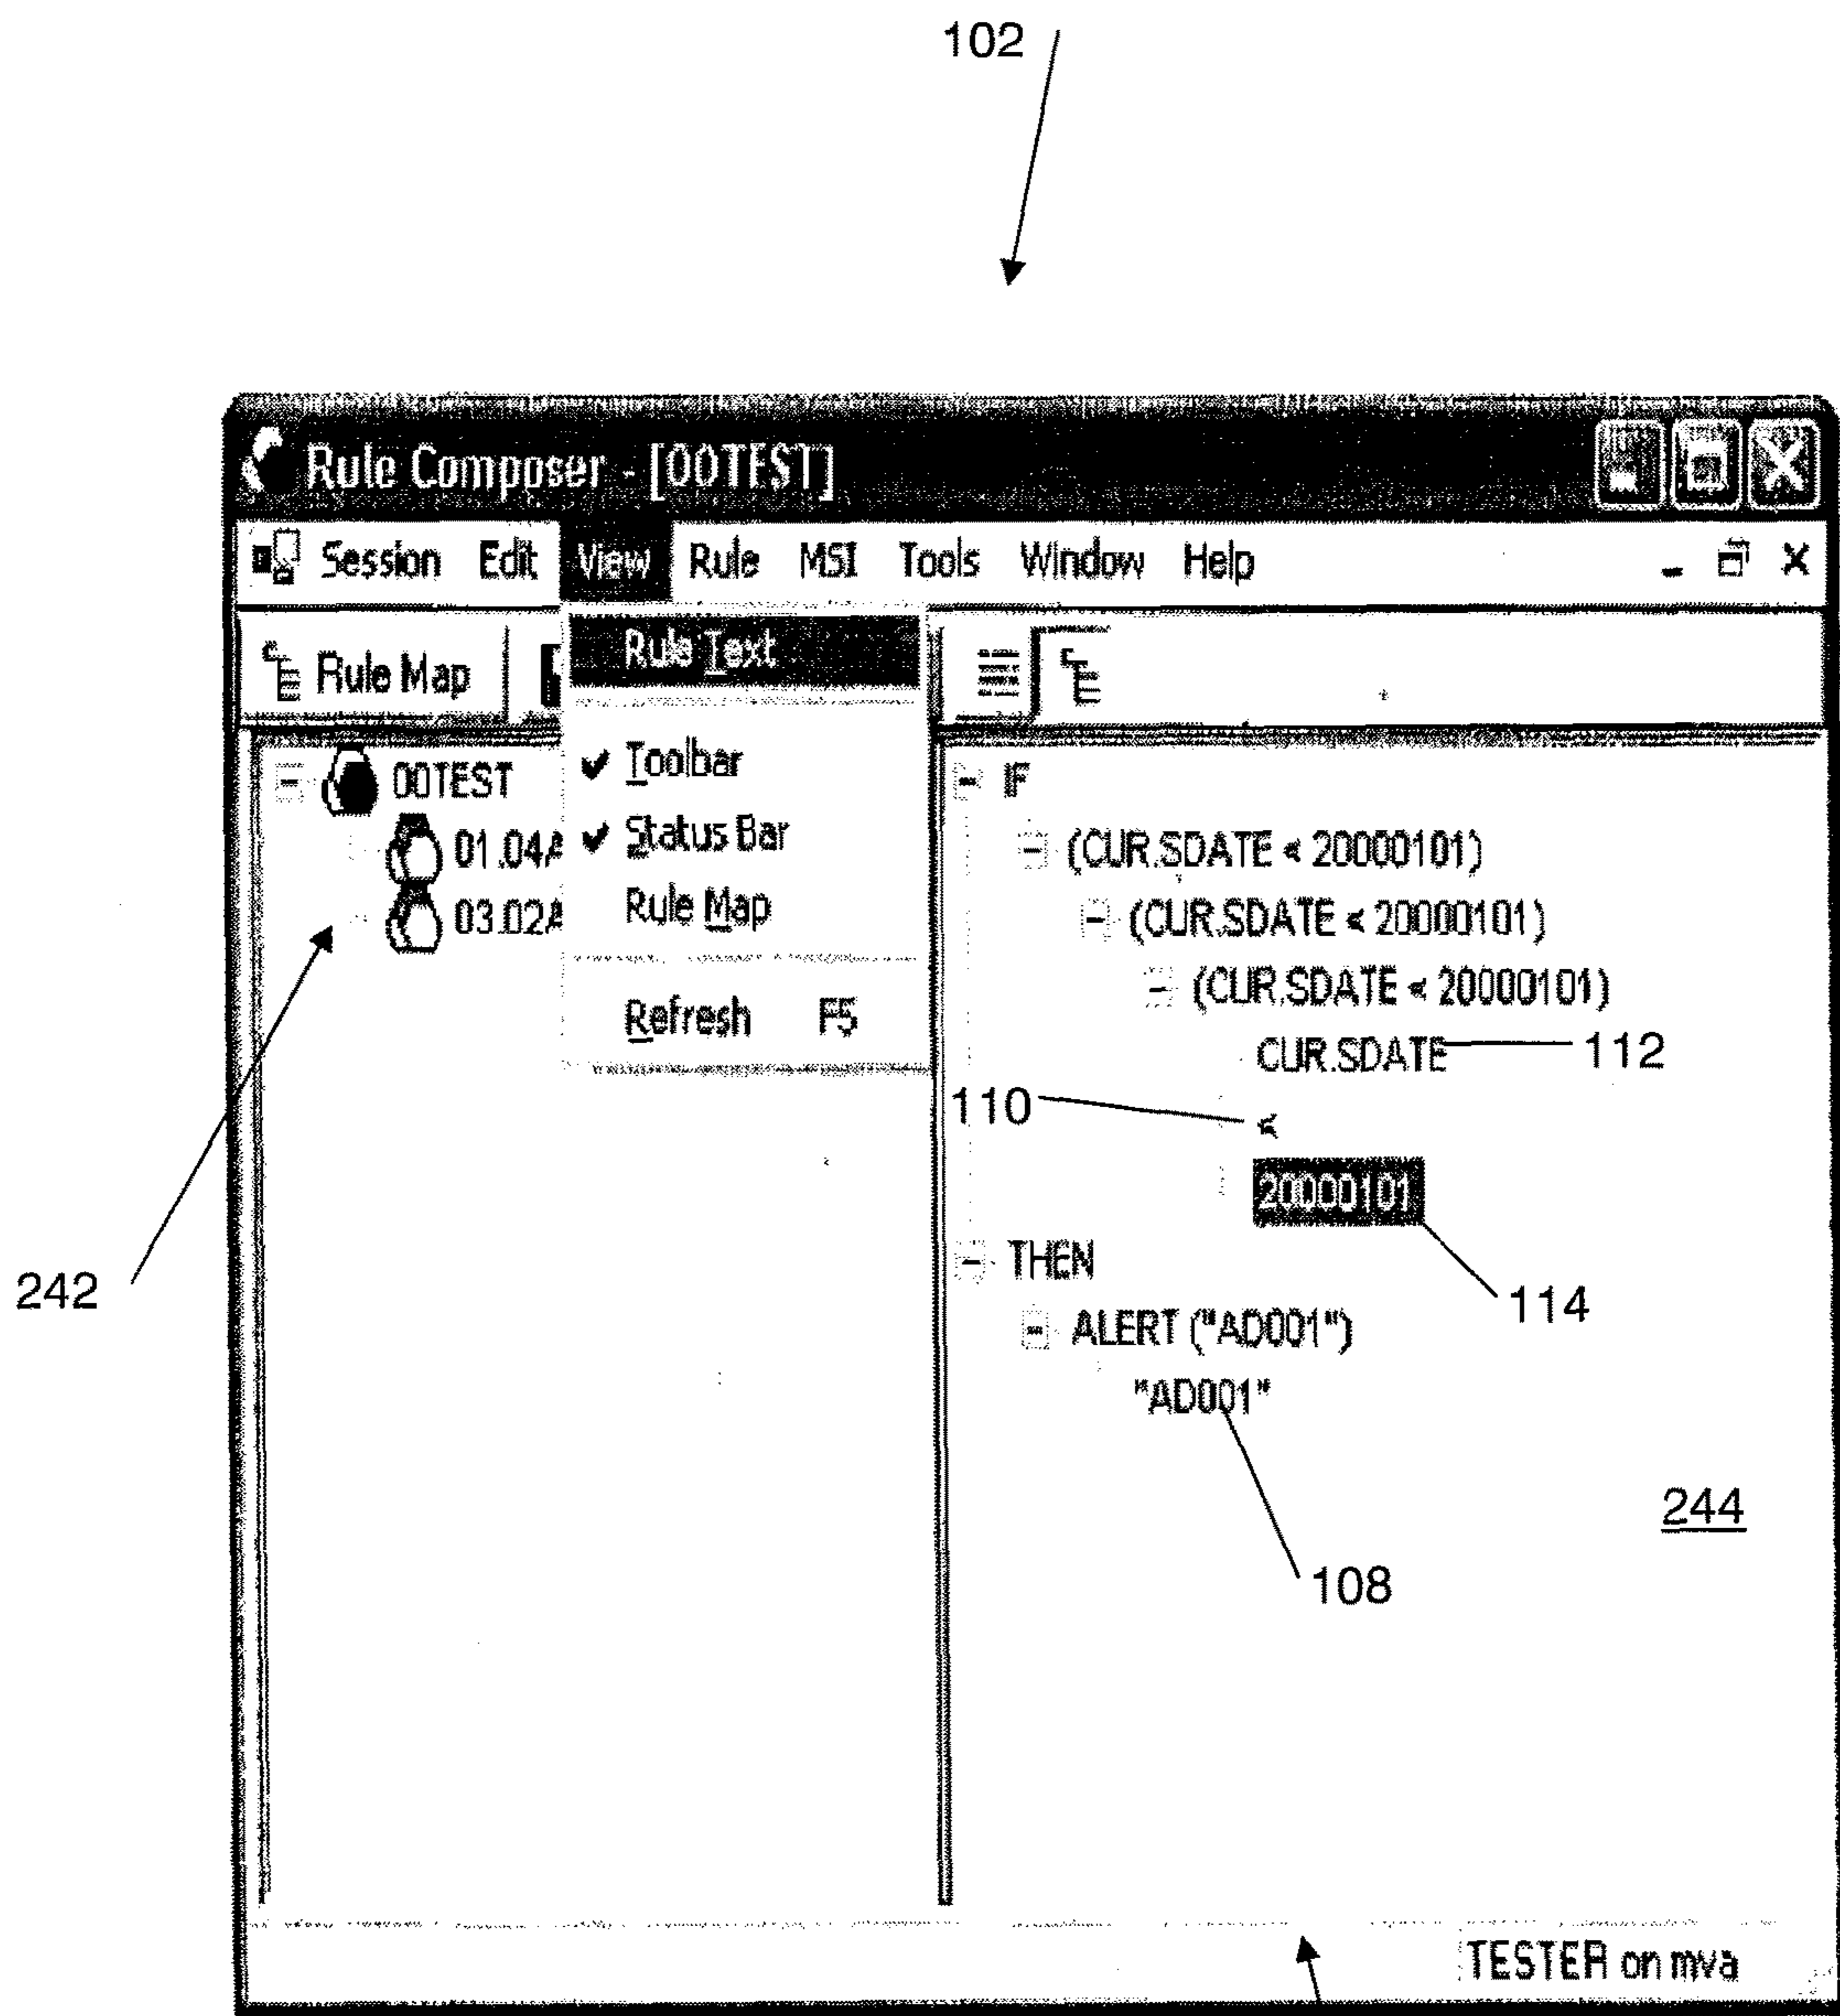 102
Rule Composer - [00TEST]
Session Edit View Rule MSI Tools Window Help
Rule Map
Rule Text
Toolbar
Status Bar
Rule Map
Refresh F5
00TEST
01.04A
03.02A
IF
(CUR.SDATE < 20000101)
(CUR.SDATE < 20000101)
(CUR.SDATE < 20000101)
CUR.SDATE
112
110
<
20000101
114
THEN
ALERT ("AD001")
"AD001"
108
242
244
TESTER on mva